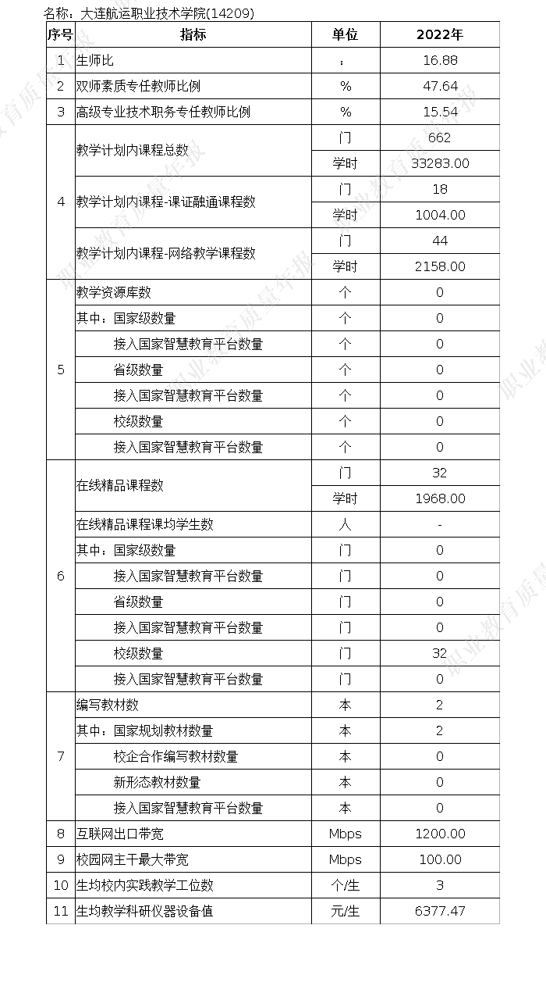 名称：大连航运职业技术学院(14209)
序号 指标 单位 2022年
1 生师比 ： 16.88
2 双师素质专任教师比例 % 47.64
3 高级专业技术职务专任教师比例 % 15.54
4 教学计划内课程总数 门 662
学时 33283.00
教学计划内课程-课证融通课程数 门 18
学时 1004.00
教学计划内课程-网络教学课程数 门 44
学时 2158.00
5 教学资源库数 个 0
其中：国家级数量 个 0
接入国家智慧教育平台数量 个 0
省级数量 个 0
接入国家智慧教育平台数量 个 0
校级数量 个 0
接入国家智慧教育平台数量 个 0
6 在线精品课程数 门 32
学时 1968.00
在线精品课程课均学生数 人 -
其中：国家级数量 门 0
接入国家智慧教育平台数量 门 0
省级数量 门 0
接入国家智慧教育平台数量 门 0
校级数量 门 32
接入国家智慧教育平台数量 门 0
7 编写教材数 本 2
其中：国家规划教材数量 本 2
校企合作编写教材数量 本 0
新形态教材数量 本 0
接入国家智慧教育平台数量 本 0
8 互联网出口带宽 Mbps 1200.00
9 校园网主干最大带宽 Mbps 100.00
10 生均校内实践教学工位数 个/生 3
11 生均教学科研仪器设备值 元/生 6377.47
职业教育质量年报